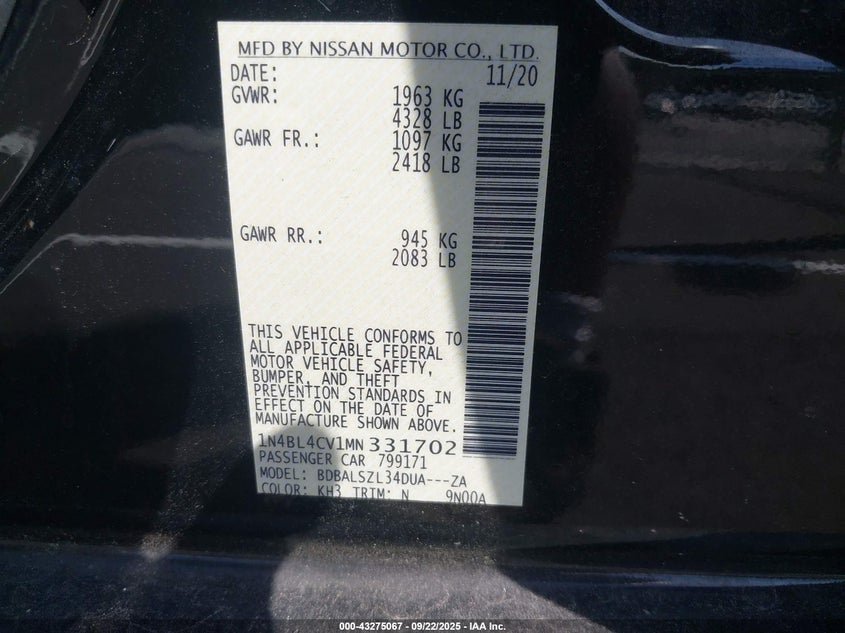 MFD BY NISSAN MOTOR CO., LTD.
DATE: 11/20
GVWR: 1963 KG
4328 LB
GAWR FR.: 1097 KG
2418 LB
GAWR RR.: 945 KG
2083 LB
THIS VEHICLE CONFORMS TO
ALL APPLICABLE FEDERAL
MOTOR VEHICLE SAFETY,
BUMPER, AND THEFT
PREVENTION STANDARDS IN
EFFECT ON THE DATE OF
MANUFACTURE SHOWN ABOVE.
1N4BL4CV1MN331702
PASSENGER CAR 799171
MODEL: BDBALSZL34DUA---ZA
COLOR: KH3 TRIM: N 9N00A
000-43275067 - 09/22/2025 - IAA Inc.